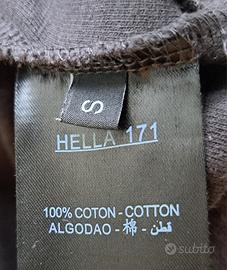 S
HELLA 171
100% COTON - COTTON
ALGODAO - 棉 - قطن
subito